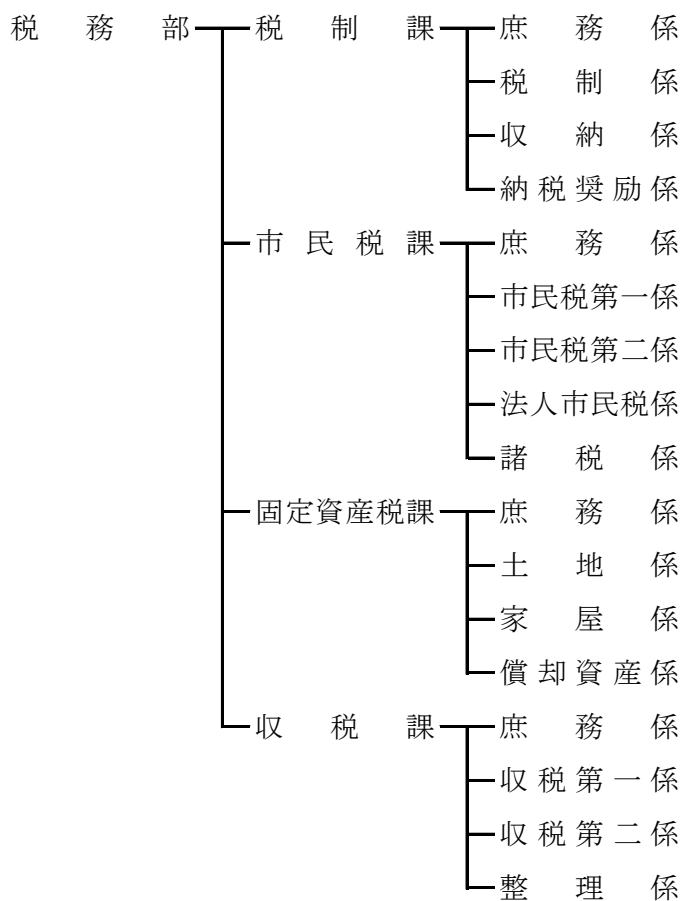 税務部 税制課 庶務係
税制係
収納係
納税奨励係
市民税課 庶務係
市民税第一係
市民税第二係
法人市民税係
諸税係
固定資産税課 庶務係
土地係
家屋係
償却資産係
収税課 庶務係
収税第一係
収税第二係
整理係